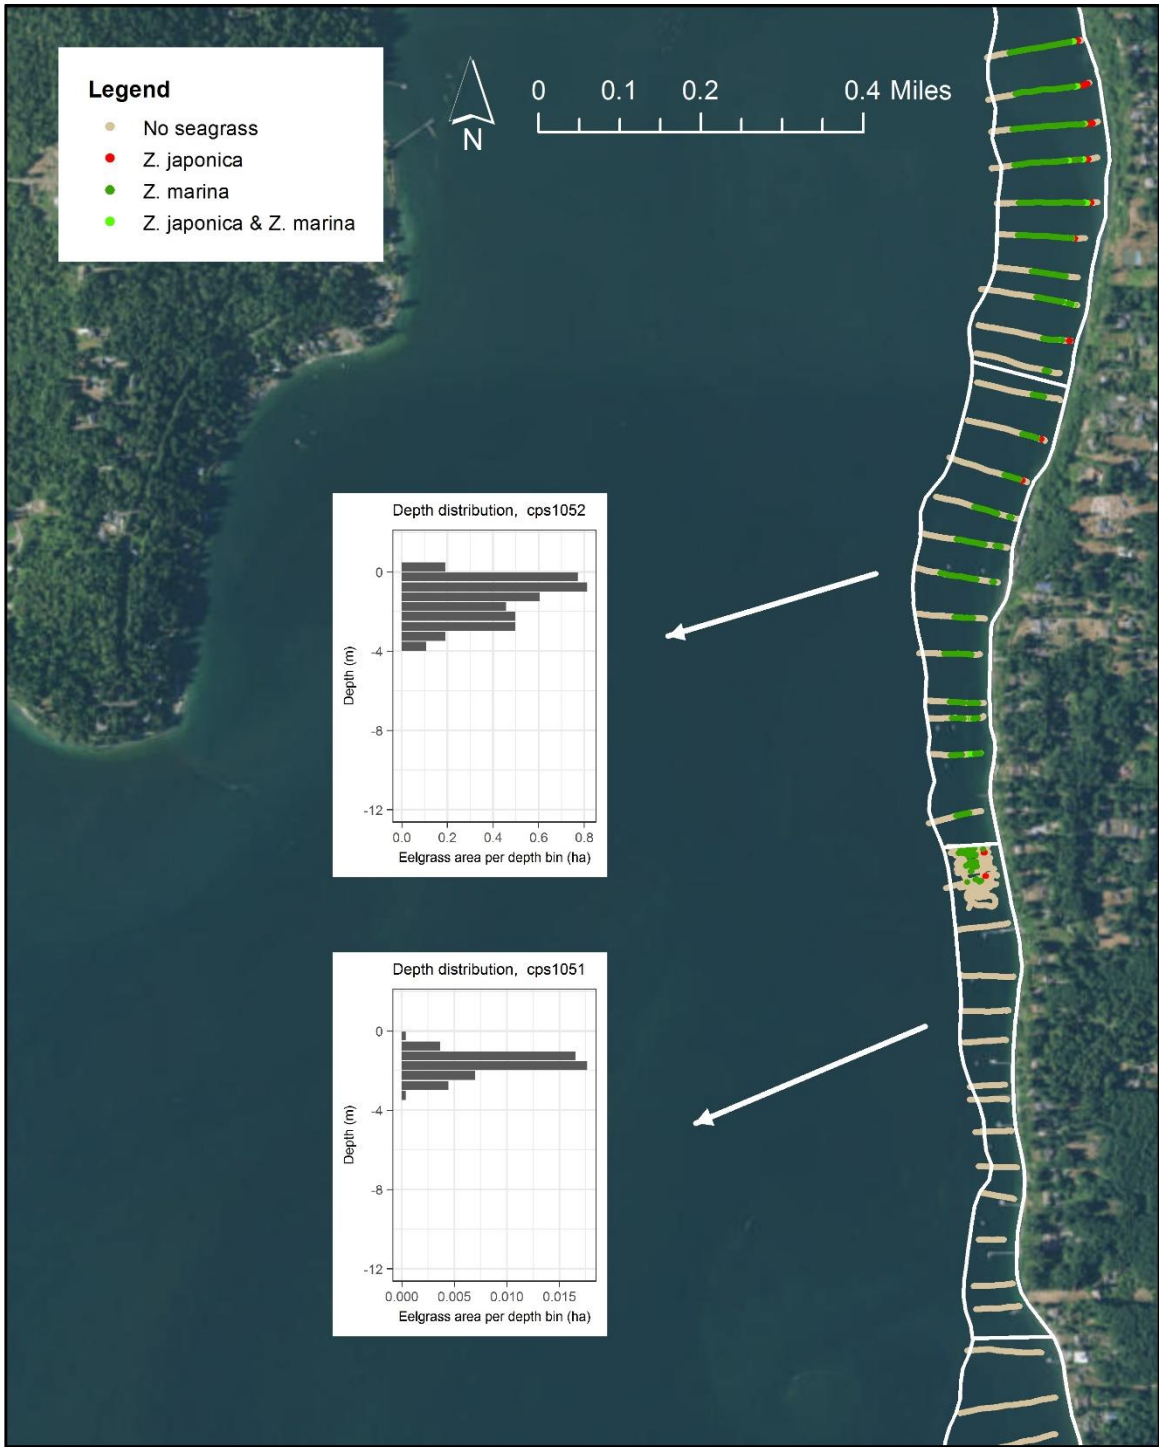 Legend
No seagrass
Z. japonica
Z. marina
Z. japonica & Z. marina
N
0 0.1 0.2 0.4 Miles
Depth distribution, cps1052
0
-4
-8
-12
Depth (m)
0.0 0.2 0.4 0.6 0.8
Eelgrass area per depth bin (ha)
Depth distribution, cps1051
0
-4
-8
-12
Depth (m)
0.000 0.005 0.010 0.015
Eelgrass area per depth bin (ha)